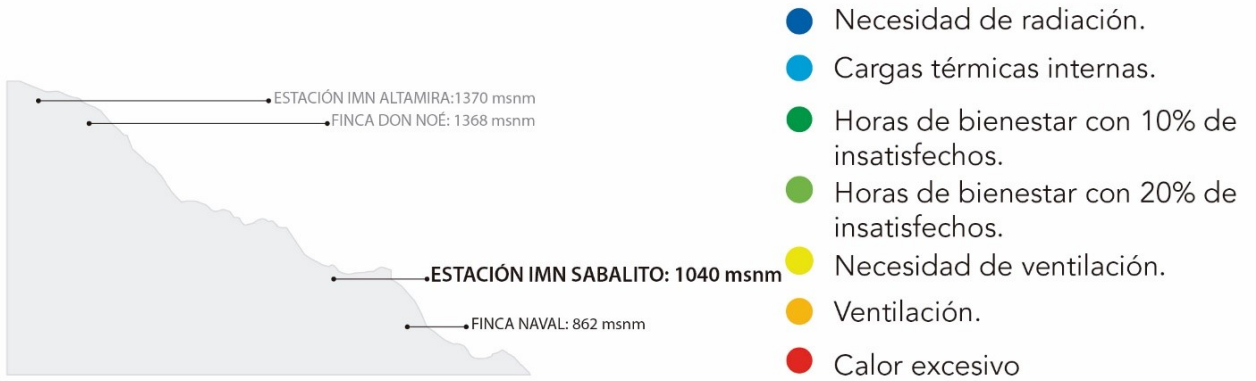 ESTACIÓN IMN ALTAMIRA:1370 msnm
FINCA DON NOÉ: 1368 msnm
ESTACIÓN IMN SABALITO: 1040 msnm
FINCA NAVAL: 862 msnm
Necesidad de radiación.
Cargas térmicas internas.
Horas de bienestar con 10% de
insatisfechos.
Horas de bienestar con 20% de
insatisfechos.
Necesidad de ventilación.
Ventilación.
Calor excesivo